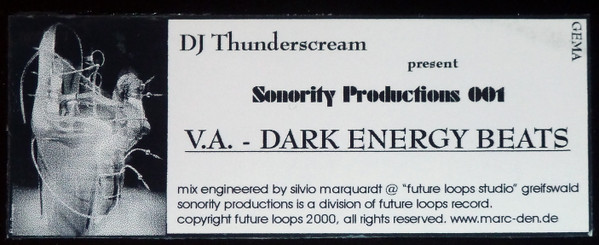 DJ Thunderscream
present
GEMA
Sonority Productions 001
V.A. - DARK ENERGY BEATS
mix engineered by silvio marquardt @ "future loops studio" greifswald
sonority productions is a division of future loops record.
copyright future loops 2000, all rights reserved. www.marc-den.de